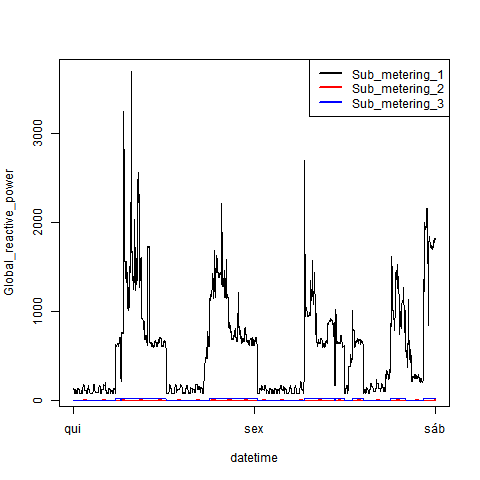 Sub_metering_1
Sub_metering_2
Sub_metering_3
Global_reactive_power
3000
2000
1000
0
qui sex sáb
datetime